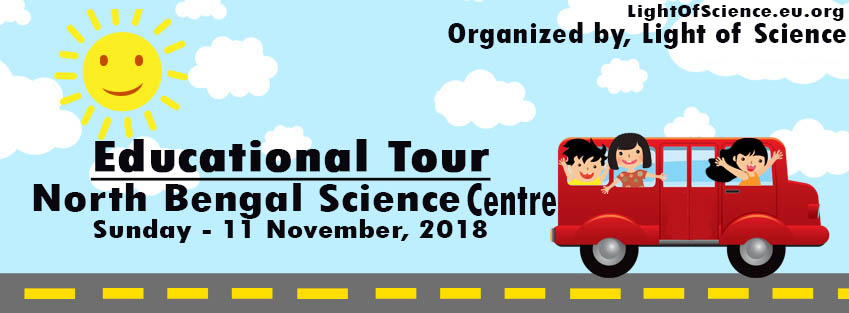 LightOfScience.eu.org
Organized by, Light of Science
Educational Tour
North Bengal Science Centre
Sunday - 11 November, 2018